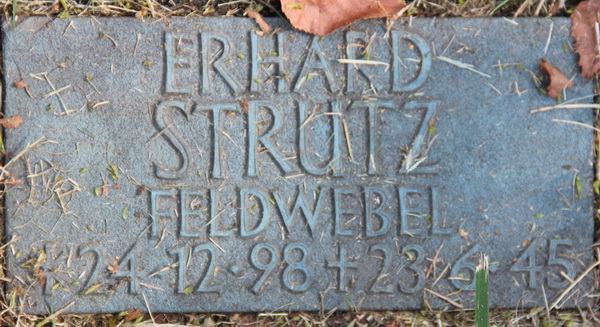 ERHARD
STRUTZ
FELDWEBEL
* 24·12·98 † 23·6·45